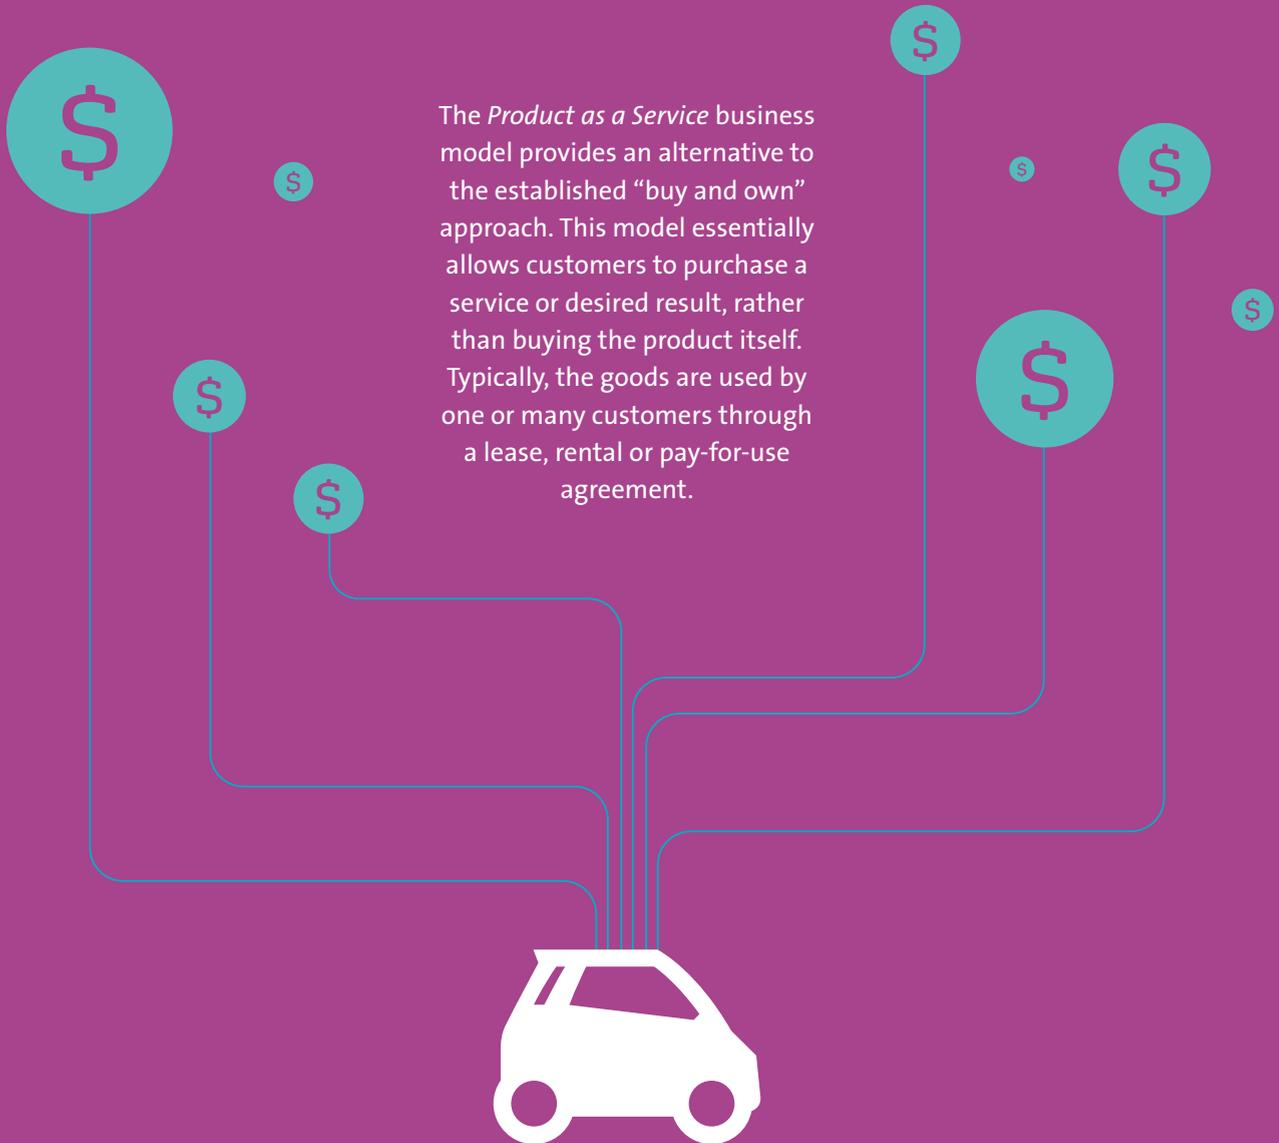 $
$
$
$
$
$
$
$
$
The Product as a Service business
model provides an alternative to
the established “buy and own”
approach. This model essentially
allows customers to purchase a
service or desired result, rather
than buying the product itself.
Typically, the goods are used by
one or many customers through
a lease, rental or pay-for-use
agreement.